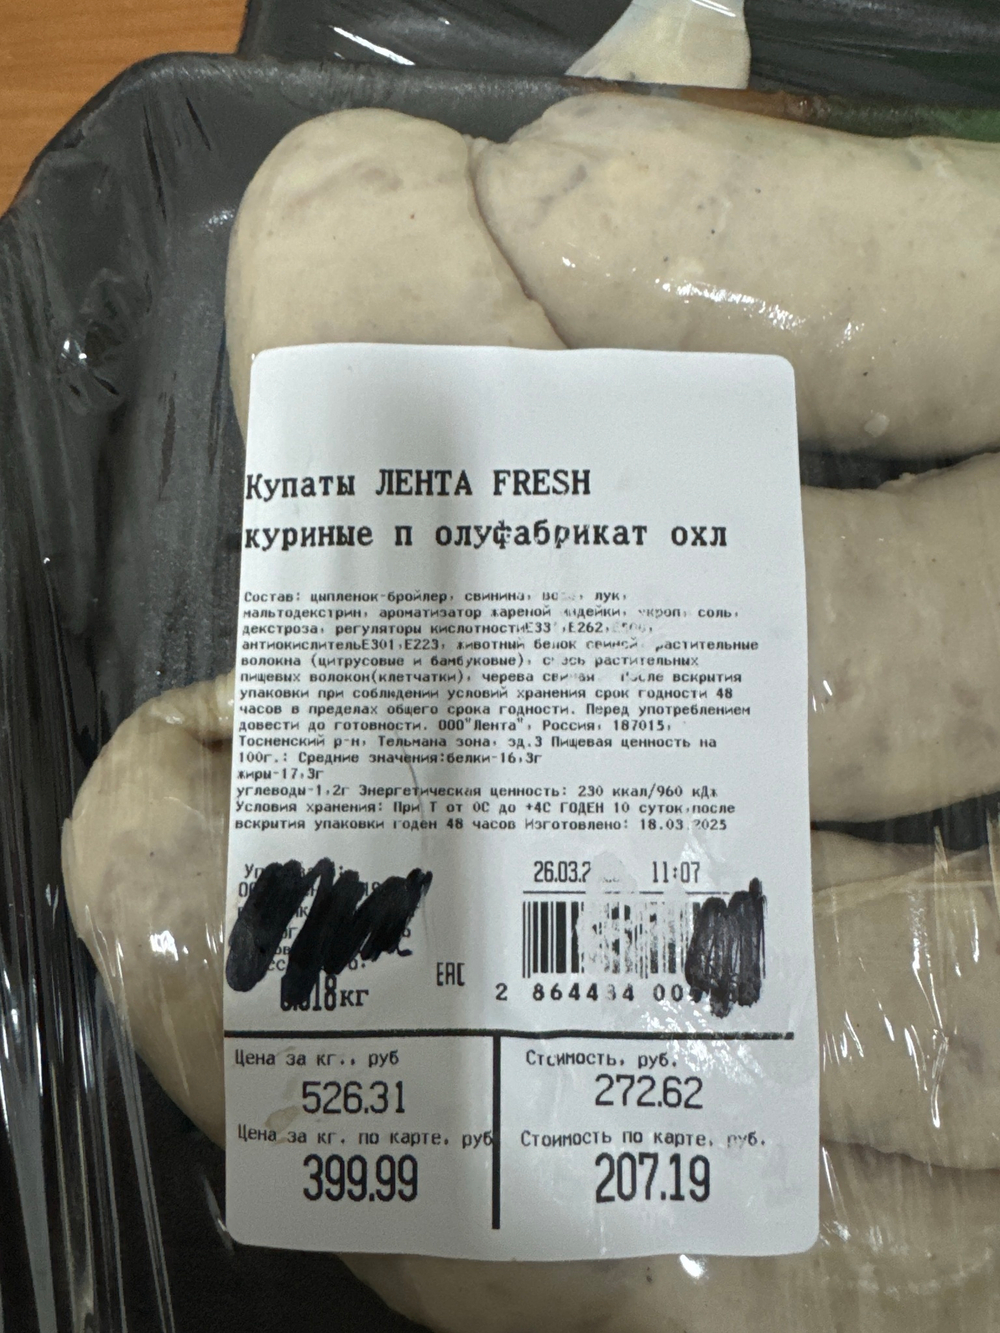 Купаты ЛЕНТА FRESH
куриные п олуфабрикат охл
Состав: цыпленок-бройлер, свинина, лук,
мальтодекстрин, ароматизатор жареной индейки, укроп, соль,
декстроза, регуляторы кислотности Е262,
антиокислительЕ301,Е223, животный белок растительные
волокна (цитрусовые и бамбуковые), смесь растительных
пищевых волокон(клетчатки), черева После вскрытия
упаковки при соблюдении условий хранения срок годности 48
часов в пределах общего срока годности. Перед употреблением
довести до готовности. ООО"Лента", Россия, 187015,
Тосненский р-н, Тельмана зона, зд.3 Пищевая ценность на
100г.: Средние значения:белки-16,3г
жиры-17,3г
углеводы-1,2г Энергетическая ценность: 230 ккал/960 кДж
Условия хранения: При Т от 0С до +4С ГОДЕН 10 суток,после
вскрытия упаковки годен 48 часов Изготовлено: 18.03.2025
26.03.2 11:07
кг
EAC
2 864434
Цена за кг., руб
526.31
Стоимость, руб.
272.62
Цена за кг. по карте, руб
399.99
Стоимость по карте, руб.
207.19